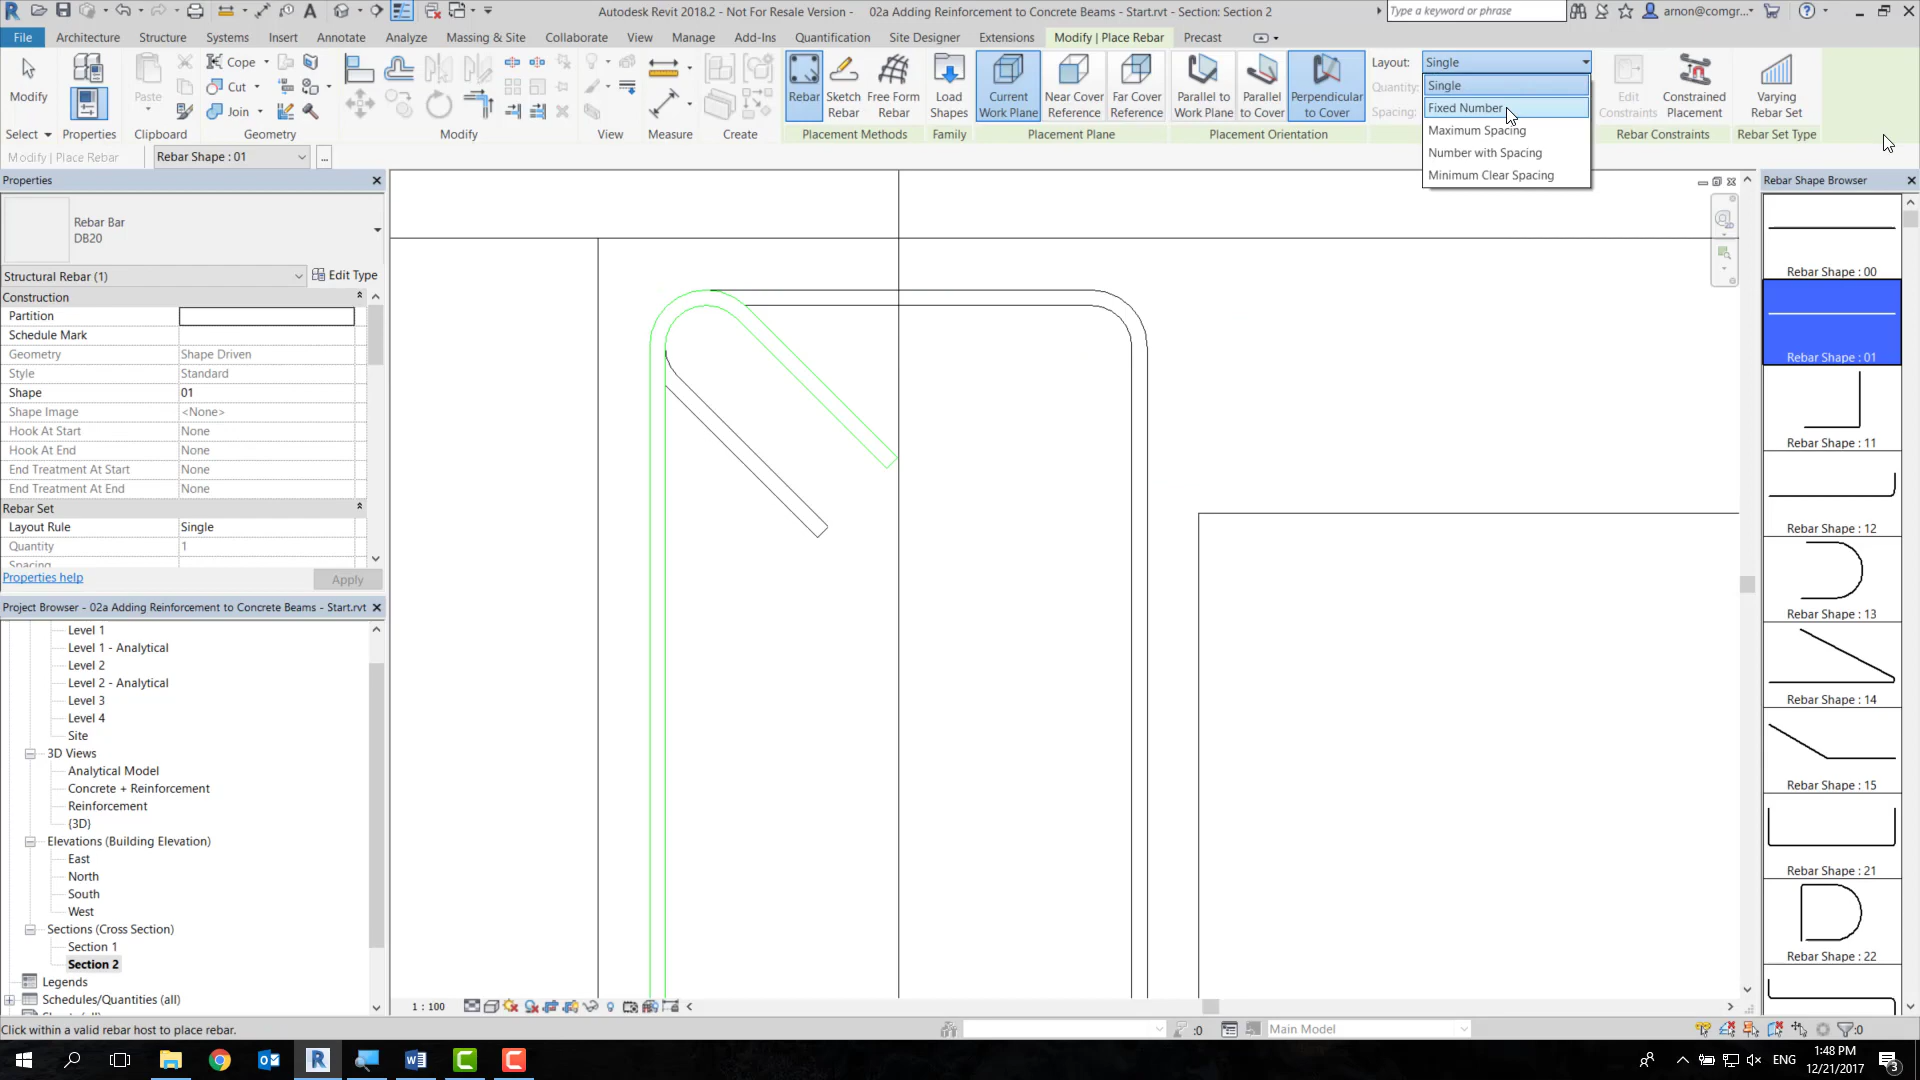 Autodesk Revit 2018.2 - Not For Resale Version - 02a Adding Reinforcement to Concrete Beams - Start.rvt - Section: Section 2
Type a keyword or phrase
arnon@comgr...
File Architecture Structure Systems Insert Annotate Analyze Massing & Site Collaborate View Manage Add-Ins Quantification Site Designer Extensions Modify | Place Rebar Precast
Modify
Select
Properties
Paste
Clipboard
Cope
Cut
Join
Geometry
Modify
View
Measure
Create
Rebar
Sketch Rebar
Free Form Rebar
Placement Methods
Load Shapes
Family
Current Work Plane
Near Cover Reference
Far Cover Reference
Placement Plane
Parallel to Work Plane
Parallel to Cover
Perpendicular to Cover
Placement Orientation
Layout: Single
Quantity:
Spacing:
Single
Fixed Number
Maximum Spacing
Number with Spacing
Minimum Clear Spacing
Edit Constraints
Constrained Placement
Rebar Constraints
Varying Rebar Set
Rebar Set Type
Modify | Place Rebar
Rebar Shape : 01
...
Properties
Rebar Bar
DB20
Structural Rebar (1)
Edit Type
Construction
Partition
Schedule Mark
Geometry Shape Driven
Style Standard
Shape 01
Shape Image <None>
Hook At Start None
Hook At End None
End Treatment At Start None
End Treatment At End None
Rebar Set
Layout Rule Single
Quantity 1
Spacing
Properties help
Apply
Project Browser - 02a Adding Reinforcement to Concrete Beams - Start.rvt
Level 1
Level 1 - Analytical
Level 2
Level 2 - Analytical
Level 3
Level 4
Site
3D Views
Analytical Model
Concrete + Reinforcement
Reinforcement
{3D}
Elevations (Building Elevation)
East
North
South
West
Sections (Cross Section)
Section 1
Section 2
Legends
Schedules/Quantities (all)
Rebar Shape Browser
Rebar Shape : 00
Rebar Shape : 01
Rebar Shape : 11
Rebar Shape : 12
Rebar Shape : 13
Rebar Shape : 14
Rebar Shape : 15
Rebar Shape : 21
Rebar Shape : 22
1 : 100
Click within a valid rebar host to place rebar.
:0
Main Model
:0
ENG
1:48 PM
12/21/2017
3